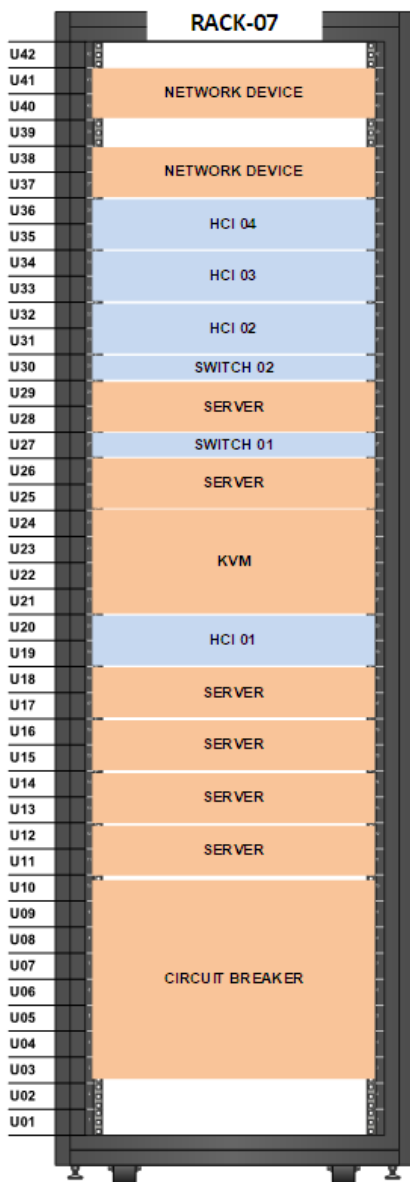 RACK-07
U42
U41
NETWORK DEVICE
U40
U39
U38
NETWORK DEVICE
U37
U36
HCI 04
U35
U34
HCI 03
U33
U32
HCI 02
U31
U30
SWITCH 02
U29
SERVER
U28
U27
SWITCH 01
U26
SERVER
U25
U24
U23
KVM
U22
U21
U20
HCI 01
U19
U18
SERVER
U17
U16
SERVER
U15
U14
SERVER
U13
U12
SERVER
U11
U10
U09
U08
U07
CIRCUIT BREAKER
U06
U05
U04
U03
U02
U01